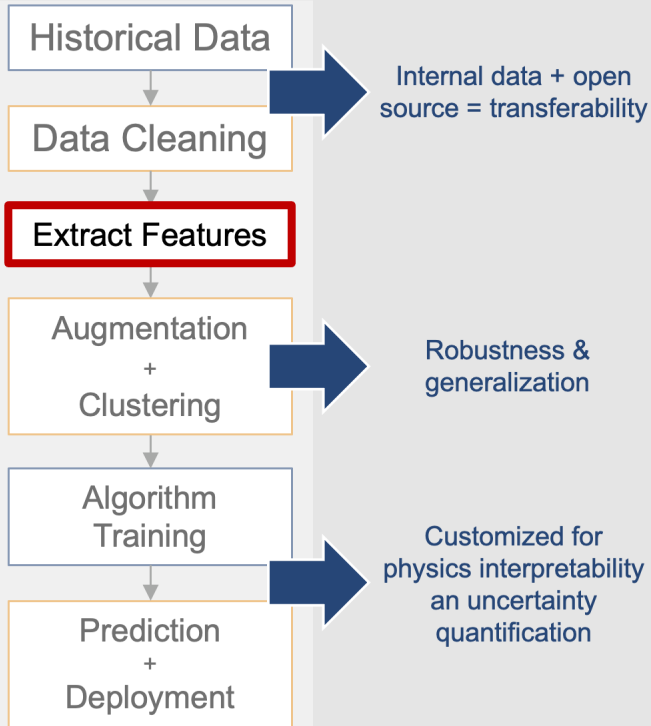 Historical Data
Internal data + open
source = transferability
Data Cleaning
Extract Features
Augmentation
+
Clustering
Robustness &
generalization
Algorithm
Training
Customized for
physics interpretability
an uncertainty
quantification
Prediction
+
Deployment